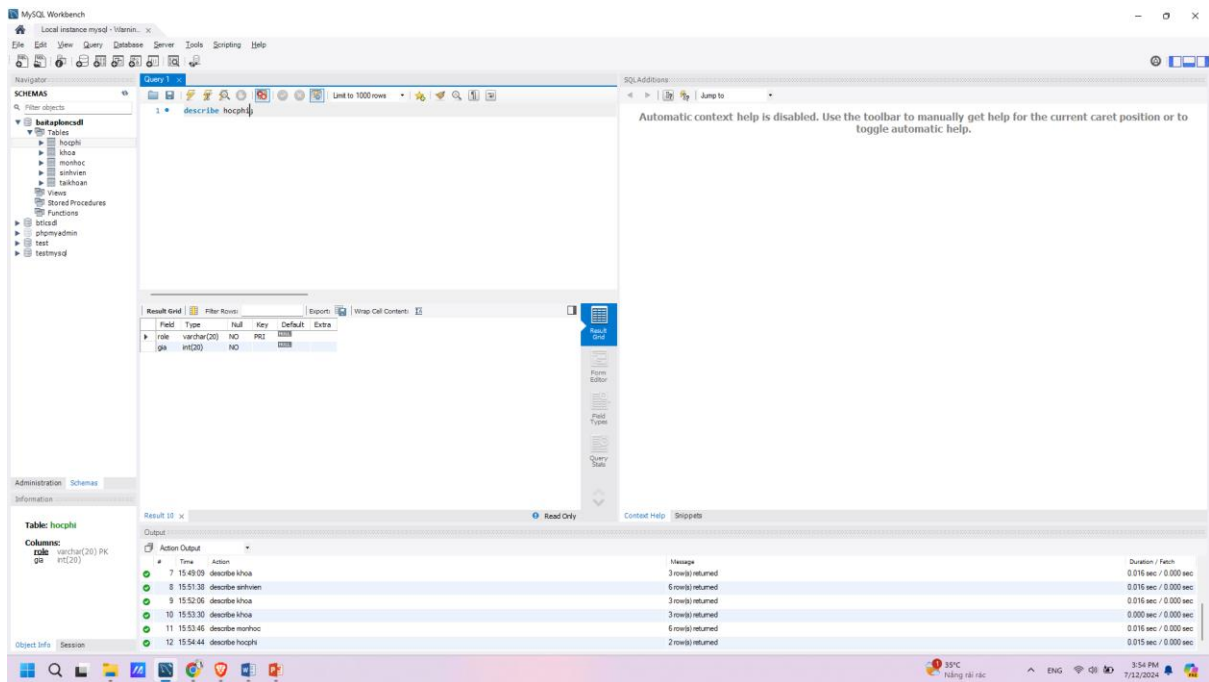 MySQL Workbench
Local instance mysql - Warnin... ×
File Edit View Query Database Server Tools Scripting Help
Navigator
SCHEMAS
Filter objects
baitaploncsdl
Tables
hocphi
khoa
monhoc
sinhvien
taikhoan
Views
Stored Procedures
Functions
btlcsdl
phpmyadmin
test
testmysql
Administration Schemas
Information
Table: hocphi
Columns:
role varchar(20) PK
gia int(20)
Object Info Session
Query 1 ×
Limit to 1000 rows
1 describe hocphi;
Result Grid Filter Rows: Export: Wrap Cell Content:
Field Type Null Key Default Extra
role varchar(20) NO PRI NULL
gia int(20) NO NULL
Result Grid
Form Editor
Field Types
Query Stats
Result 10 ×
Read Only
SQLAdditions
Jump to
Automatic context help is disabled. Use the toolbar to manually get help for the current caret position or to
toggle automatic help.
Context Help Snippets
Output
Action Output
# Time Action Message Duration / Fetch
7 15:49:09 describe khoa 3 row(s) returned 0.016 sec / 0.000 sec
8 15:51:38 describe sinhvien 6 row(s) returned 0.016 sec / 0.000 sec
9 15:52:06 describe khoa 3 row(s) returned 0.016 sec / 0.000 sec
10 15:53:30 describe khoa 3 row(s) returned 0.000 sec / 0.000 sec
11 15:53:46 describe monhoc 6 row(s) returned 0.016 sec / 0.000 sec
12 15:54:44 describe hocphi 2 row(s) returned 0.015 sec / 0.000 sec
35°C
Nắng rải rác
ENG
3:54 PM
7/12/2024